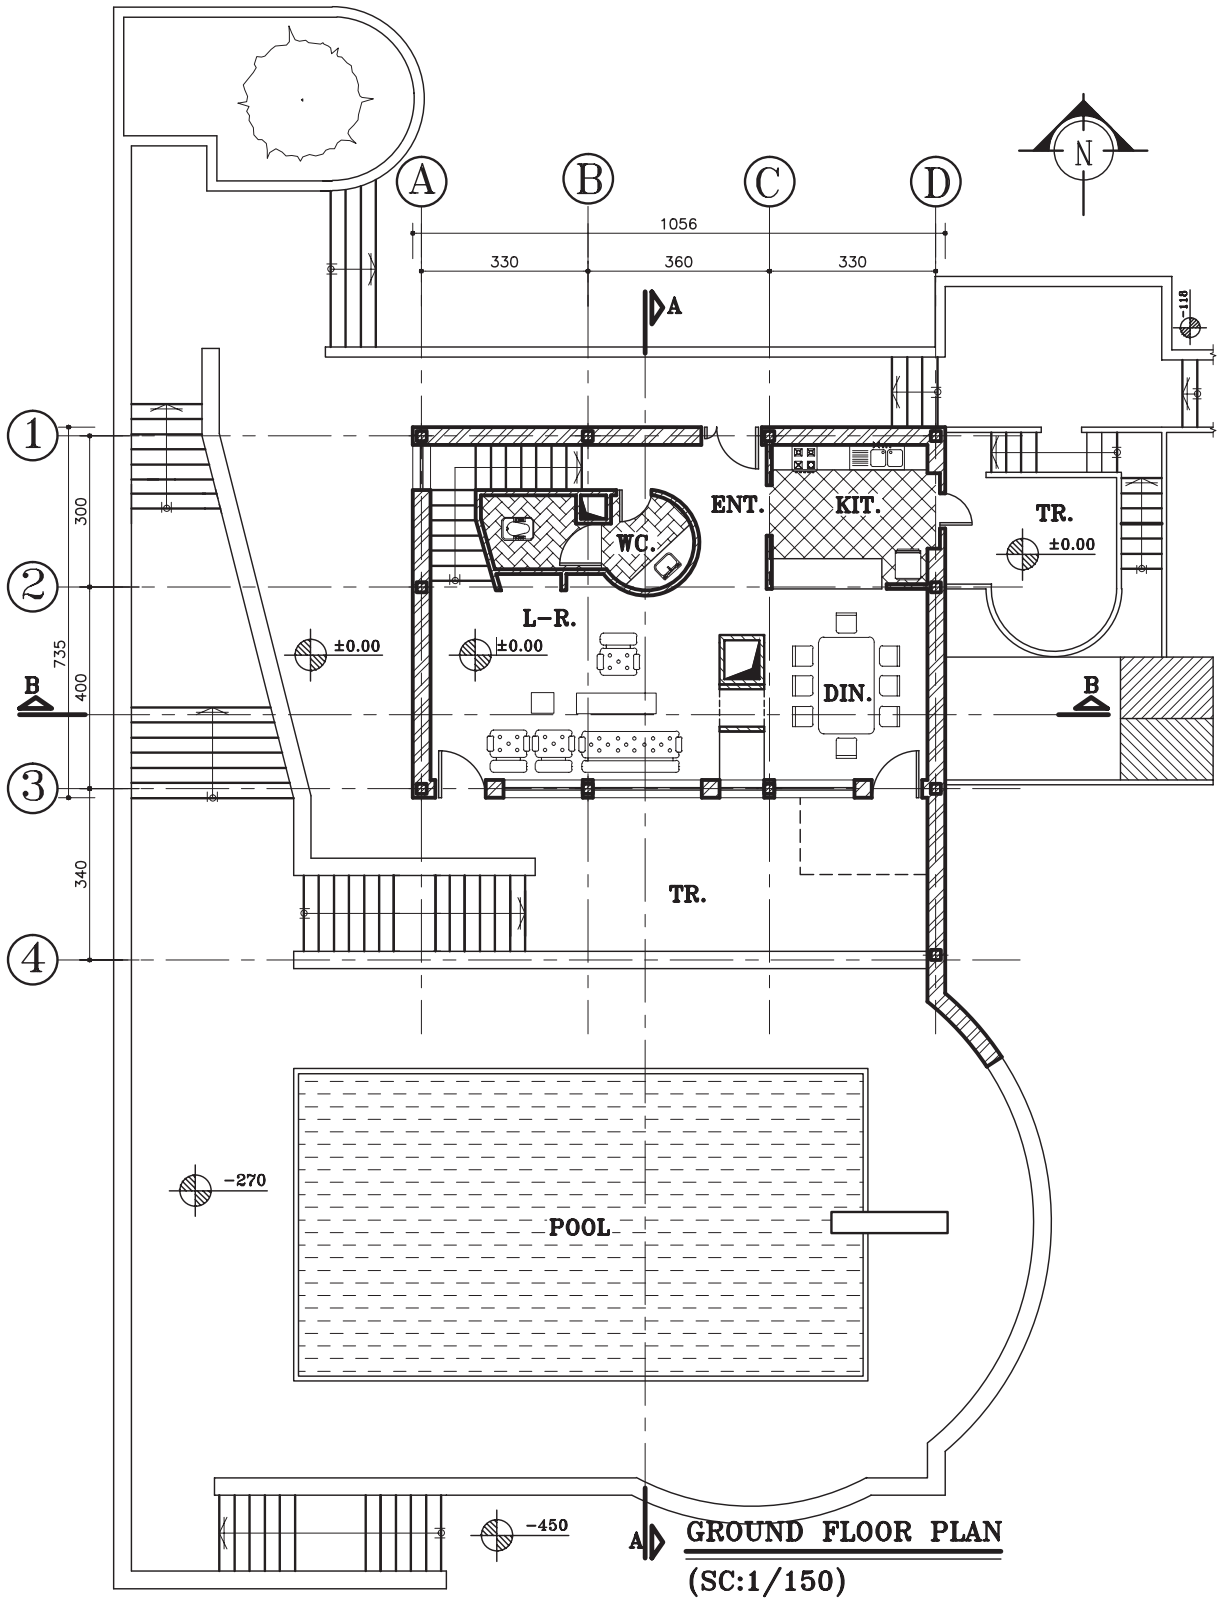 A B C D
N
1056
330 360 330
A
-118
1
300
ENT. KIT. TR.
WC. ±0.00
2
L-R.
±0.00 ±0.00
735
400
B B
DIN.
3
340
TR.
4
-270
POOL
-450
A
GROUND FLOOR PLAN
(SC:1/150)